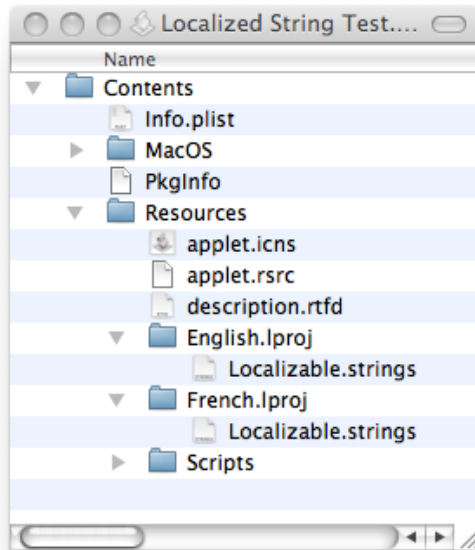 Localized String Test....
Name
Contents
Info.plist
MacOS
PkgInfo
Resources
applet.icns
applet.rsrc
description.rtfd
English.lproj
Localizable.strings
French.lproj
Localizable.strings
Scripts